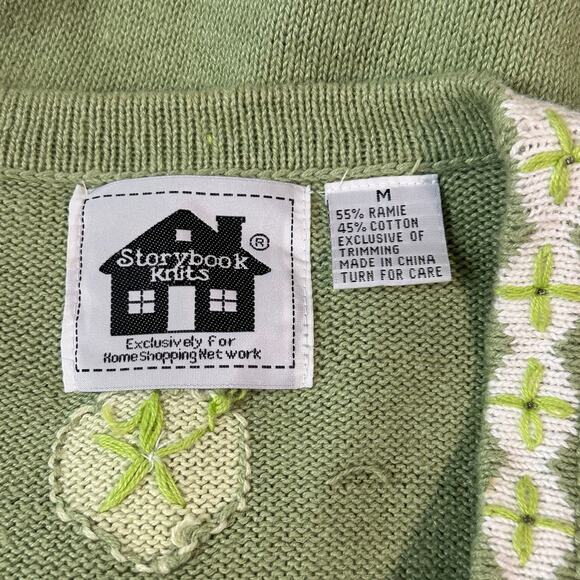 Storybook
Knits
®
Exclusively for
Home Shopping Network
M
55% RAMIE
45% COTTON
EXCLUSIVE OF
TRIMMING
MADE IN CHINA
TURN FOR CARE